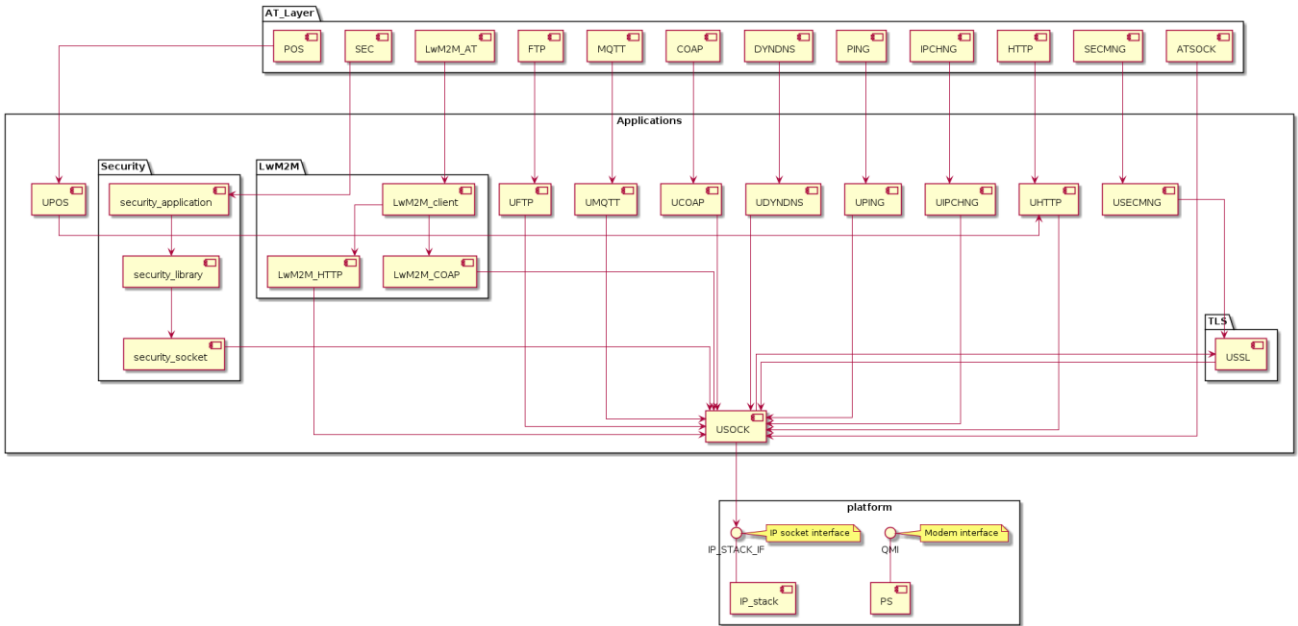 AT_Layer
POS
SEC
LwM2M_AT
FTP
MQTT
COAP
DYNDNS
PING
IPCHNG
HTTP
SECMNG
ATSOCK
Applications
Security
LwM2M
UPOS
security_application
LwM2M_client
UFTP
UMQTT
UCOAP
UDYNDNS
UPING
UIPCHNG
UHTTP
USECMNG
security_library
LwM2M_HTTP
LwM2M_COAP
TLS
security_socket
USSL
USOCK
platform
IP socket interface
Modem interface
IP_STACK_IF
QMI
IP_stack
PS